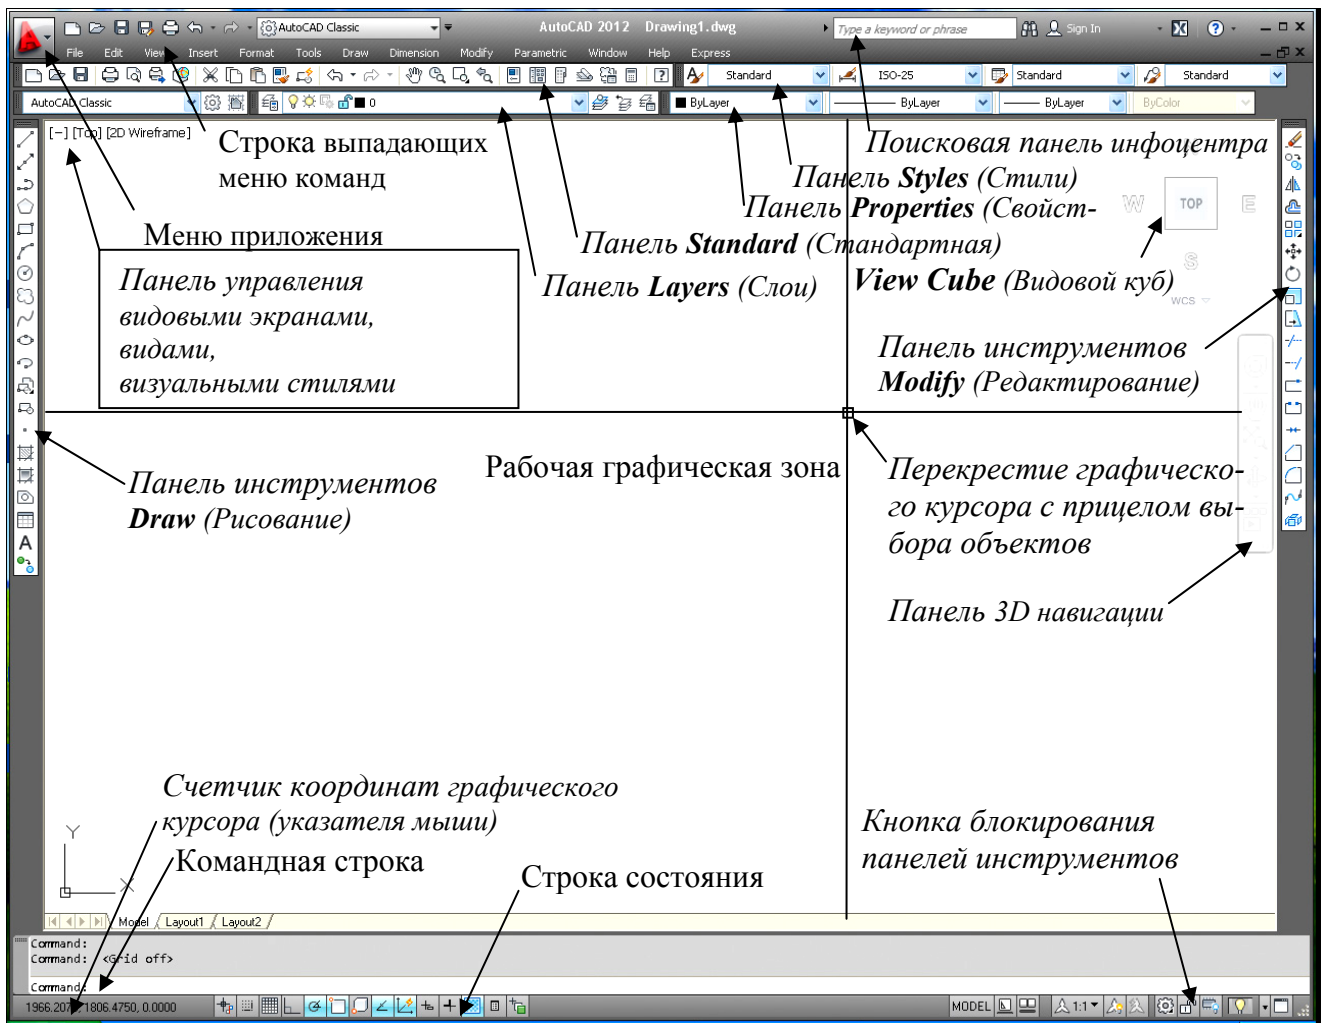 AutoCAD Classic
AutoCAD 2012 Drawing1.dwg
Type a keyword or phrase
Sign In
File Edit View Insert Format Tools Draw Dimension Modify Parametric Window Help Express
Standard ISO-25 Standard Standard
AutoCAD Classic 0 ByLayer ByLayer ByLayer ByColor
[-] [Top] [2D Wireframe]
Строка выпадающих
меню команд
Поисковая панель инфоцентра
Панель Styles (Стили)
Панель Properties (Свойст-
W TOP E
Меню приложения
Панель Standard (Стандартная)
S
View Cube (Видовой куб)
Панель Layers (Слои)
WCS
Панель управления
видовыми экранами,
видами,
визуальными стилями
Панель инструментов
Modify (Редактирование)
Рабочая графическая зона
Перекрестие графическо-
го курсора с прицелом вы-
бора объектов
Панель инструментов
Draw (Рисование)
A
Панель 3D навигации
Счетчик координат графического
курсора (указателя мыши)
Командная строка
Строка состояния
Кнопка блокирования
панелей инструментов
Y
X
Model Layout1 Layout2
Command:
Command: <Grid off>
Command:
1806.4750, 0.0000
MODEL 1:1